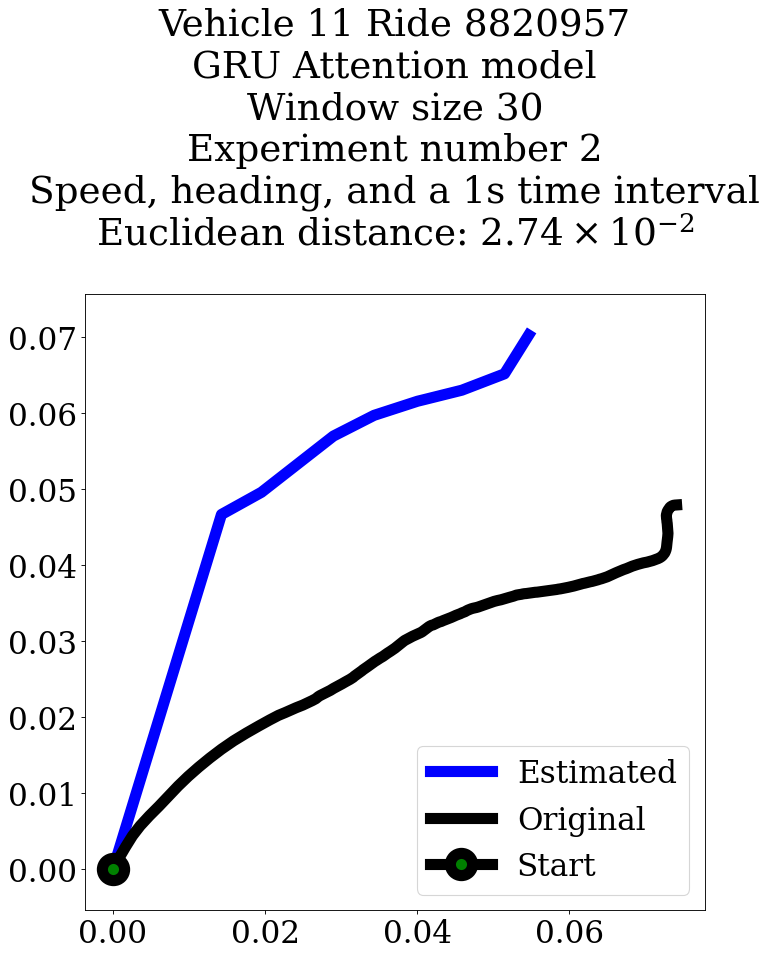 Vehicle 11 Ride 8820957
GRU Attention model
Window size 30
Experiment number 2
Speed, heading, and a 1s time interval
Euclidean distance: 2.74 × 10⁻²
0.07
0.06
0.05
0.04
0.03
0.02
0.01
0.00
Estimated
Original
Start
0.00 0.02 0.04 0.06